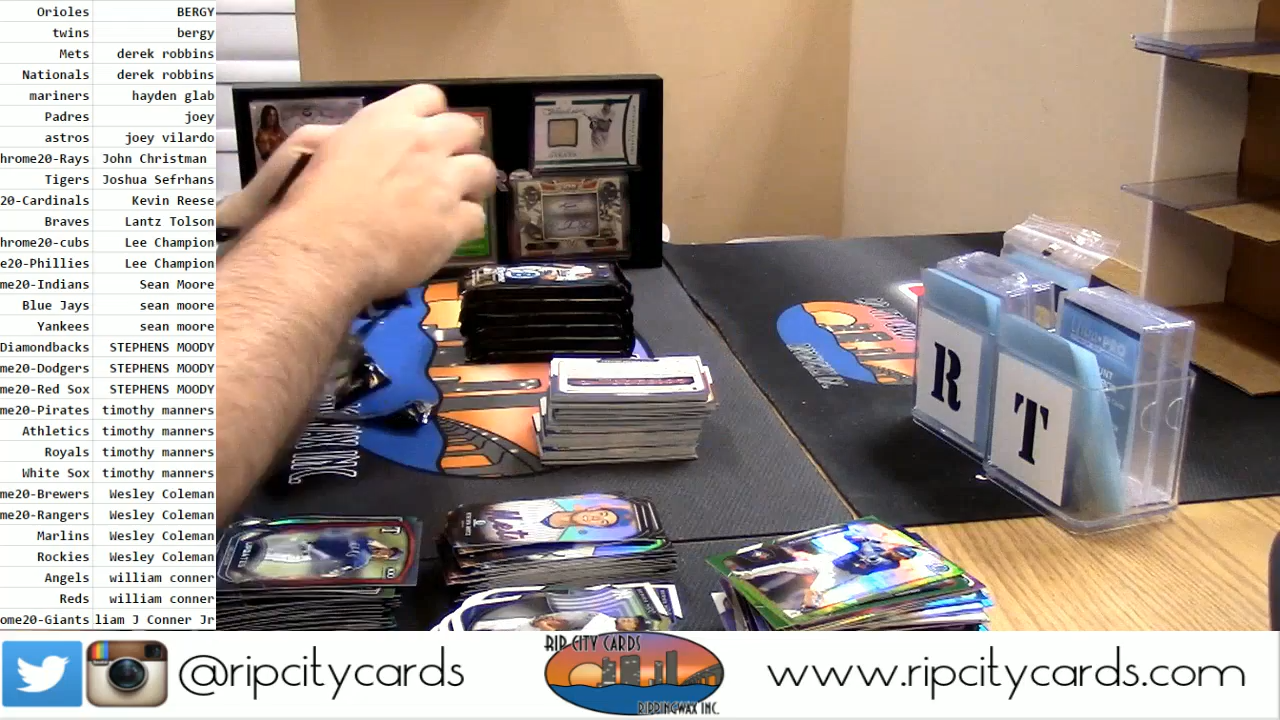 Orioles BERGY
twins bergy
Mets derek robbins
Nationals derek robbins
mariners hayden glab
Padres joey
astros joey vilardo
hrome20-Rays John Christman
Tigers Joshua Sefrhans
20-Cardinals Kevin Reese
Braves Lantz Tolson
hrome20-cubs Lee Champion
me20-Phillies Lee Champion
me20-Indians Sean Moore
Blue Jays sean moore
Yankees sean moore
Diamondbacks STEPHENS MOODY
me20-Dodgers STEPHENS MOODY
me20-Red Sox STEPHENS MOODY
me20-Pirates timothy manners
Athletics timothy manners
Royals timothy manners
White Sox timothy manners
me20-Brewers Wesley Coleman
me20-Rangers Wesley Coleman
Marlins Wesley Coleman
Rockies Wesley Coleman
Angels william conner
Reds william conner
ome20-Giants liam J Conner Jr
R
T
@ripcitycards
RIP CITY CARDS
RIPPINGWAX INC.
www.ripcitycards.com